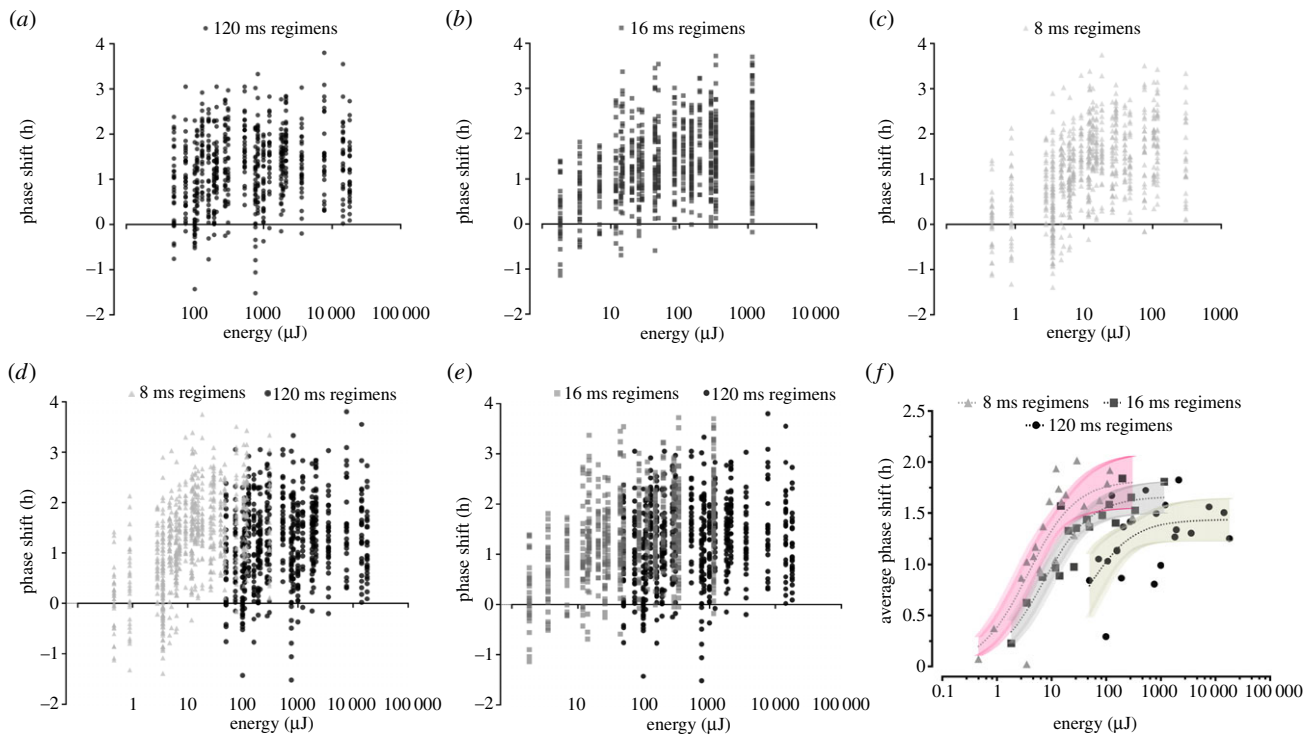 (a)
120 ms regimens
4
3
2
1
0
–1
–2
phase shift (h)
100 1000 10 000 100 000
energy (µJ)
(b)
16 ms regimens
4
3
2
1
0
–1
–2
phase shift (h)
10 100 1000 10 000
energy (µJ)
(c)
8 ms regimens
4
3
2
1
0
–1
–2
phase shift (h)
1 10 100 1000
energy (µJ)
(d)
8 ms regimens 120 ms regimens
4
3
2
1
0
–1
–2
phase shift (h)
1 10 100 1000 10 000 100 000
energy (µJ)
(e)
16 ms regimens 120 ms regimens
4
3
2
1
0
–1
–2
phase shift (h)
10 100 1000 10 000 100 000
energy (µJ)
(f)
8 ms regimens 16 ms regimens
120 ms regimens
2.5
2.0
1.5
1.0
0.5
0
average phase shift (h)
0.1 1 10 100 1000 10 000 100 000
energy (µJ)